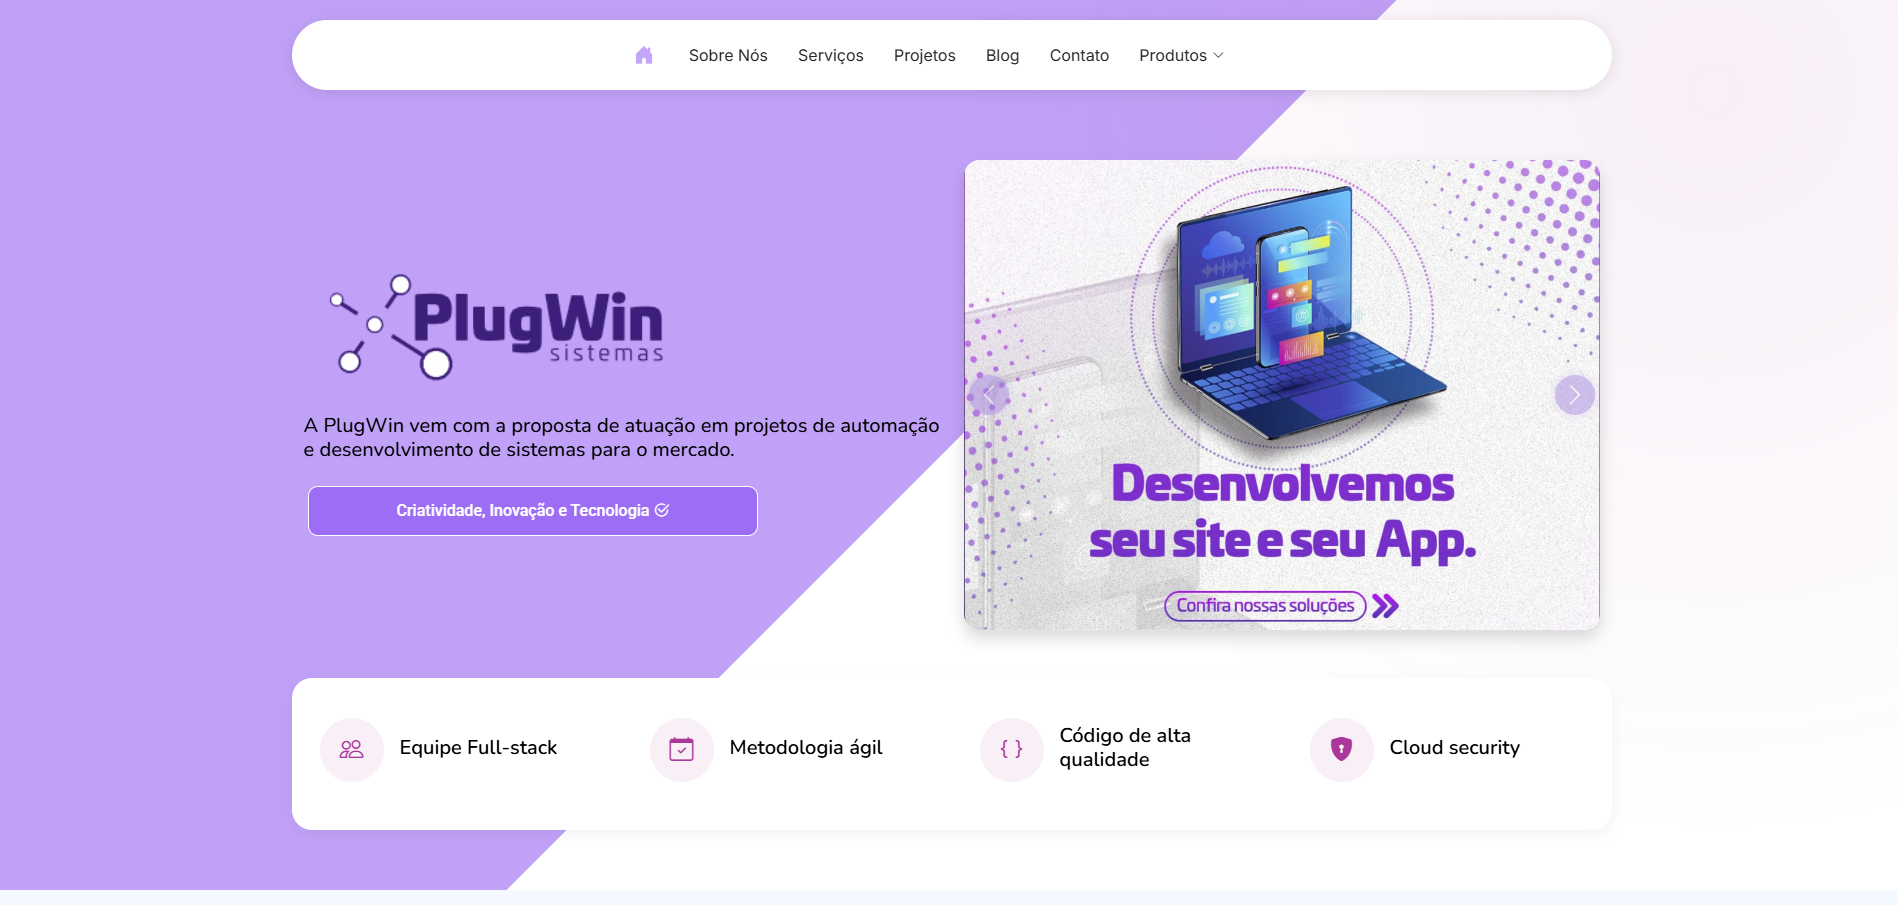 Sobre Nós Serviços Projetos Blog Contato Produtos
PlugWin
sistemas
A PlugWin vem com a proposta de atuação em projetos de automação
e desenvolvimento de sistemas para o mercado.
Criatividade, Inovação e Tecnologia
Desenvolvemos
seu site e seu App.
Confira nossas soluções
Equipe Full-stack
Metodologia ágil
Código de alta
qualidade
Cloud security